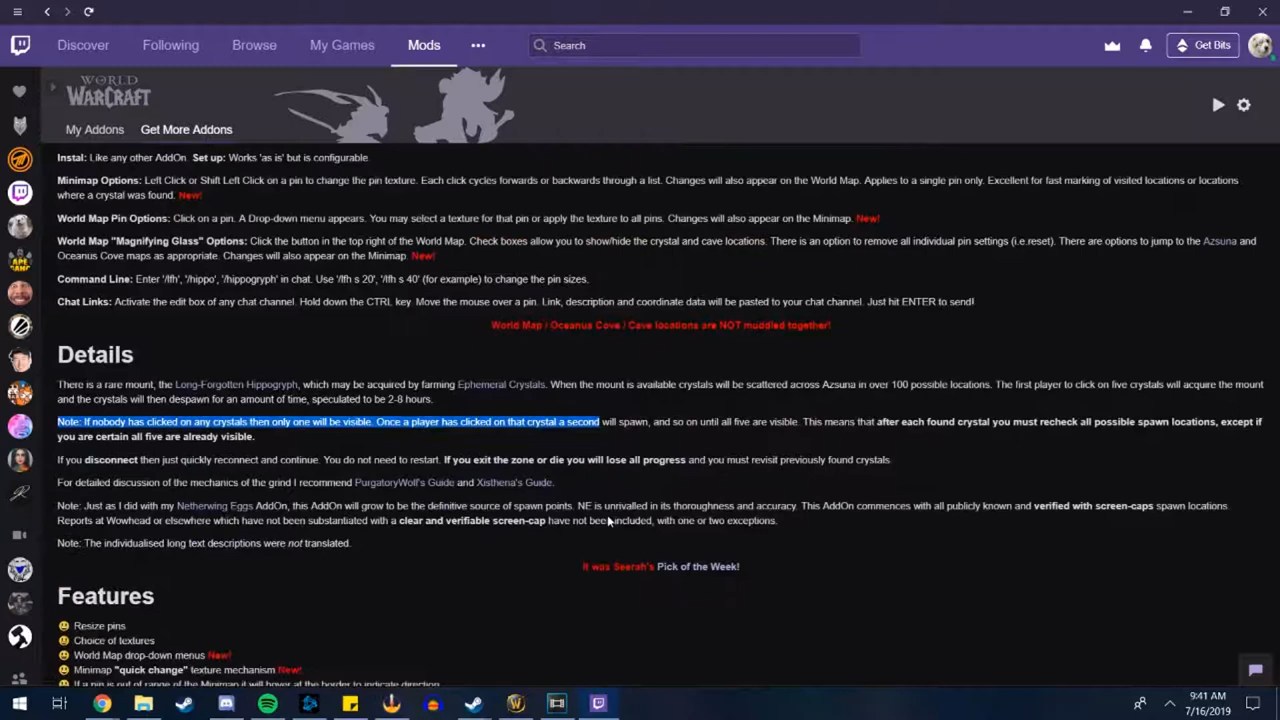 Discover
Following
Browse
My Games
Mods
Search
Get Bits
WORLD
WARCRAFT
My Addons
Get More Addons
Instal: Like any other AddOn  Set up: Works 'as is' but is configurable.
Minimap Options: Left Click or Shift Left Click on a pin to change the pin texture. Each click cycles forwards or backwards through a list. Changes will also appear on the World Map. Applies to a single pin only. Excellent for fast marking of visited locations or locations
where a crystal was found. New!
World Map Pin Options: Click on a pin. A Drop-down menu appears. You may select a texture for that pin or apply the texture to all pins. Changes will also appear on the Minimap. New!
World Map "Magnifying Glass" Options: Click the button in the top right of the World Map. Check boxes allow you to show/hide the crystal and cave locations. There is an option to remove all individual pin settings (i.e.reset). There are options to jump to the Azsuna and
Oceanus Cove maps as appropriate. Changes will also appear on the Minimap. New!
Command Line: Enter '/lfh', '/hippo', '/hippogryph' in chat. Use '/lfh s 20', '/lfh s 40' (for example) to change the pin sizes.
Chat Links: Activate the edit box of any chat channel. Hold down the CTRL key. Move the mouse over a pin. Link, description and coordinate data will be pasted to your chat channel. Just hit ENTER to send!
World Map / Oceanus Cove / Cave locations are NOT muddled together!
Details
There is a rare mount, the Long-Forgotten Hippogryph, which may be acquired by farming Ephemeral Crystals. When the mount is available crystals will be scattered across Azsuna in over 100 possible locations. The first player to click on five crystals will acquire the mount
and the crystals will then despawn for an amount of time, speculated to be 2-8 hours.
Note: If nobody has clicked on any crystals then only one will be visible. Once a player has clicked on that crystal a second will spawn, and so on until all five are visible. This means that after each found crystal you must recheck all possible spawn locations, except if
you are certain all five are already visible.
If you disconnect then just quickly reconnect and continue. You do not need to restart. If you exit the zone or die you will lose all progress and you must revisit previously found crystals.
For detailed discussion of the mechanics of the grind I recommend PurgatoryWolf's Guide and Xisthena's Guide.
Note: Just as I did with my Netherwing Eggs AddOn, this AddOn will grow to be the definitive source of spawn points. NE is unrivalled in its thoroughness and accuracy. This AddOn commences with all publicly known and verified with screen-caps spawn locations.
Reports at Wowhead or elsewhere which have not been substantiated with a clear and verifiable screen-cap have not been included, with one or two exceptions.
Note: The individualised long text descriptions were not translated.
It was Seerah's Pick of the Week!
Features
Resize pins
Choice of textures
World Map drop-down menus New!
Minimap "quick change" texture mechanism New!
If a pin is out of range of the Minimap it will hover at the border to indicate direction
9:41 AM
7/16/2019